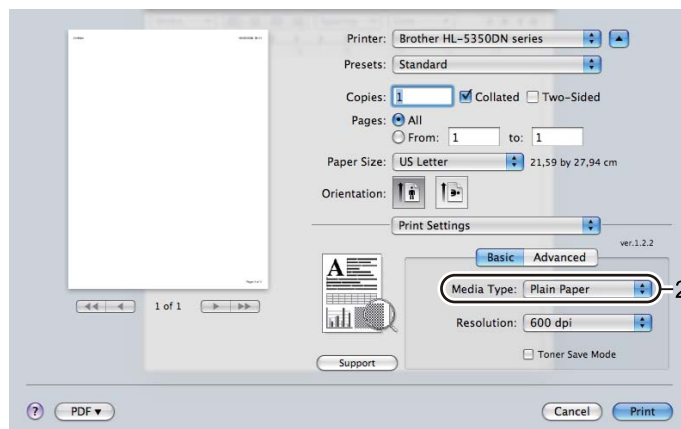 Printer: Brother HL-5350DN series
Presets: Standard
Copies: 1 Collated Two-Sided
Pages: All
From: 1 to: 1
Paper Size: US Letter 21,59 by 27,94 cm
Orientation:
Print Settings
ver.1.2.2
Basic Advanced
Media Type: Plain Paper
2
1 of 1
Resolution: 600 dpi
Toner Save Mode
Support
? PDF Cancel Print